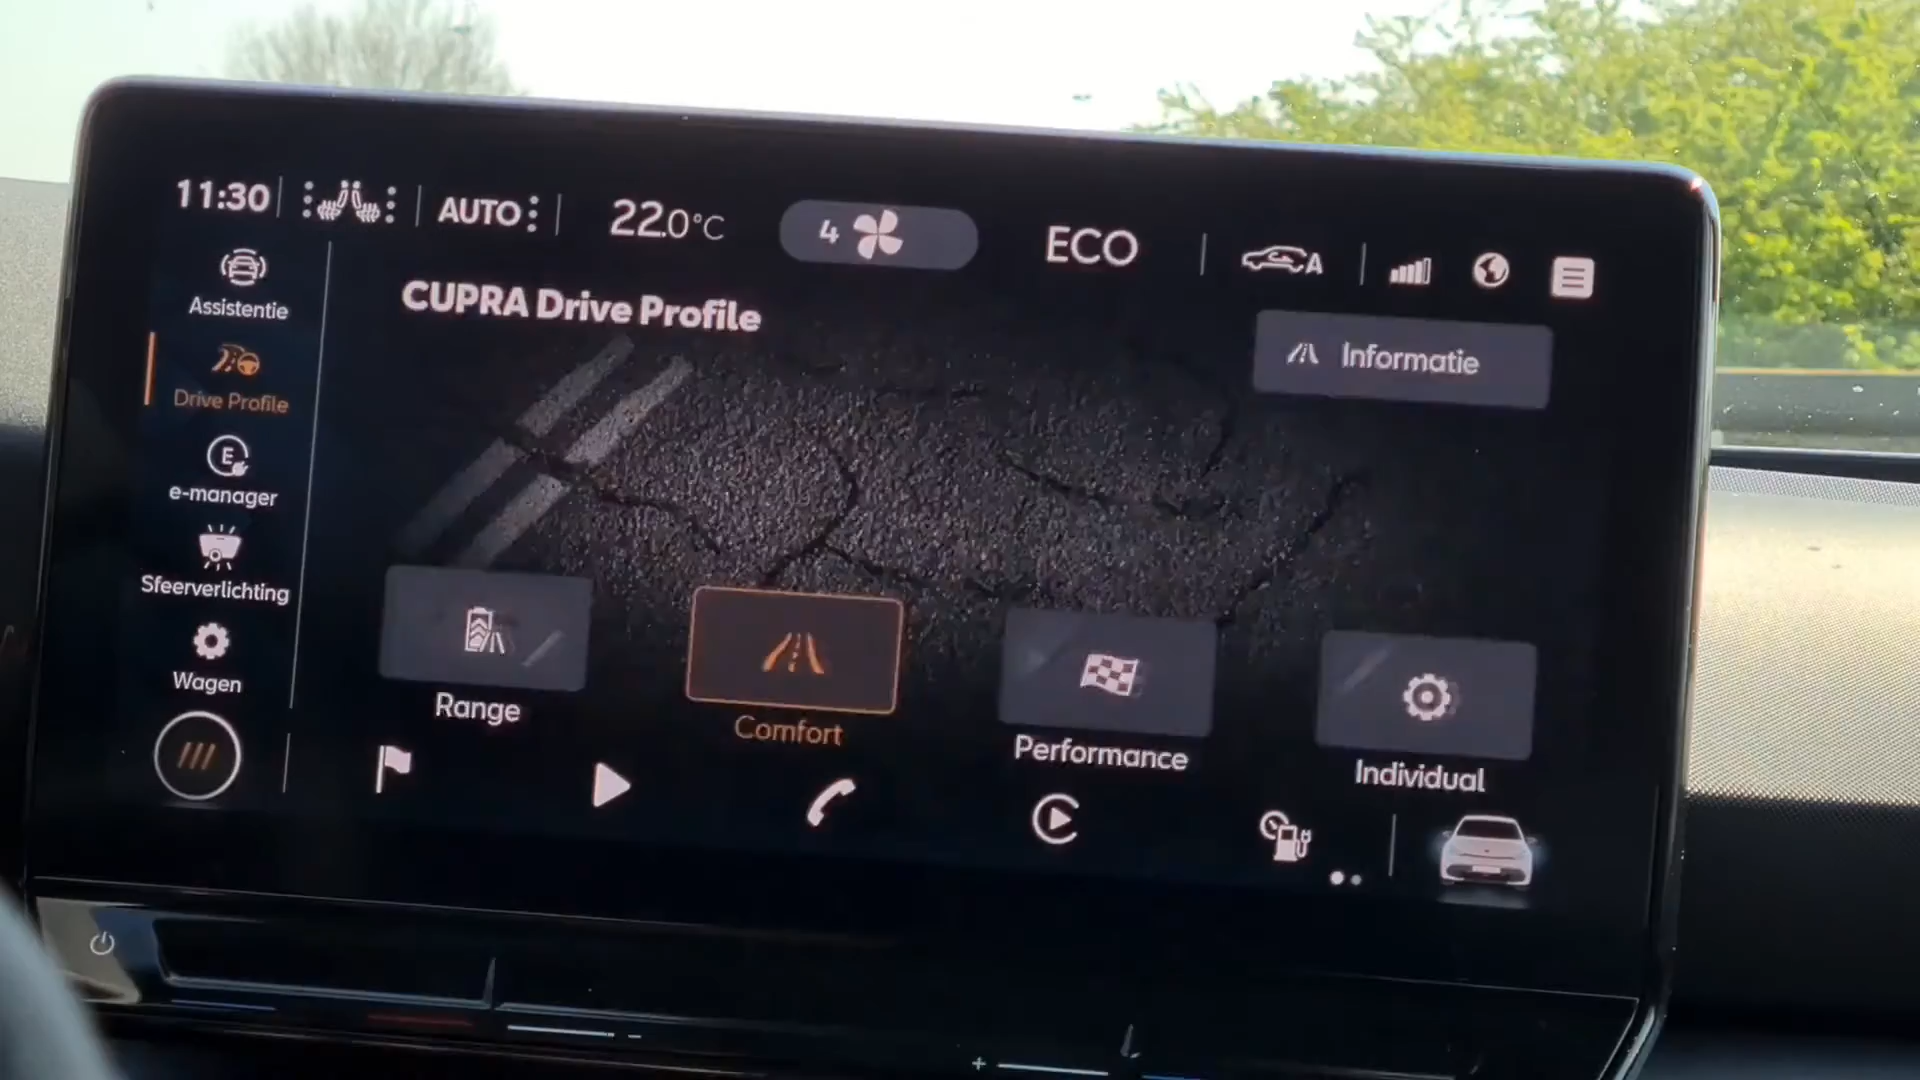 11:30 AUTO 22.0°C 4 ECO A
Assistentie
CUPRA Drive Profile
Informatie
Drive Profile
E
e-manager
Sfeerverlichting
Wagen
Range
Comfort
Performance
Individual